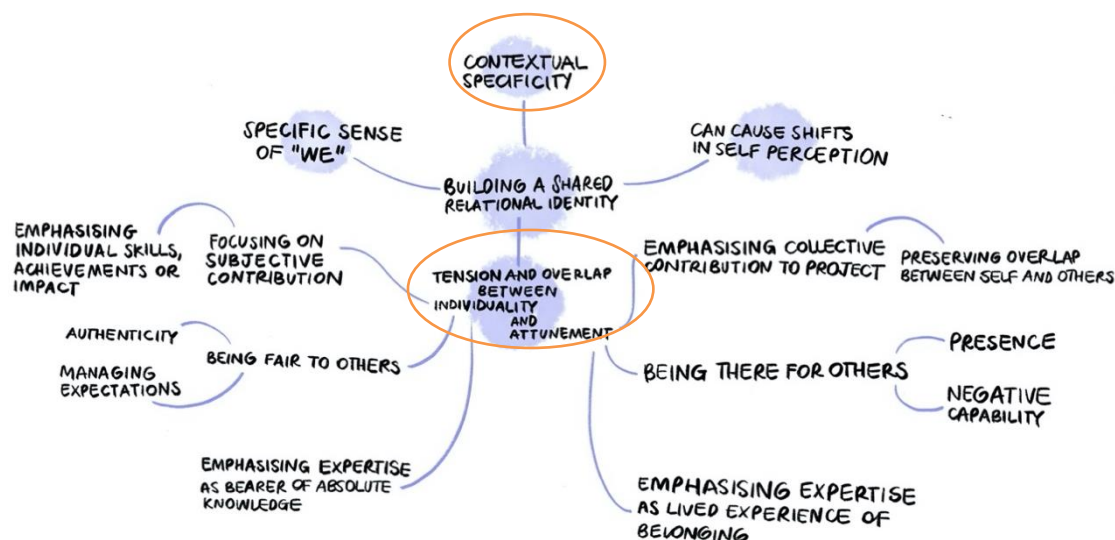 CONTEXTUAL
SPECIFICITY
SPECIFIC SENSE
OF "WE"
CAN CAUSE SHIFTS
IN SELF PERCEPTION
BUILDING A SHARED
RELATIONAL IDENTITY
EMPHASISING
INDIVIDUAL SKILLS,
ACHIEVEMENTS OR
IMPACT
FOCUSING ON
SUBJECTIVE
CONTRIBUTION
TENSION AND OVERLAP
BETWEEN
INDIVIDUALITY
AND
ATTUNEMENT
EMPHASISING COLLECTIVE
CONTRIBUTION TO PROJECT
PRESERVING OVERLAP
BETWEEN SELF AND OTHERS
AUTHENTICITY
MANAGING
EXPECTATIONS
BEING FAIR TO OTHERS
BEING THERE FOR OTHERS
PRESENCE
NEGATIVE
CAPABILITY
EMPHASISING EXPERTISE
AS BEARER OF ABSOLUTE
KNOWLEDGE
EMPHASISING EXPERTISE
AS LIVED EXPERIENCE OF
BELONGING